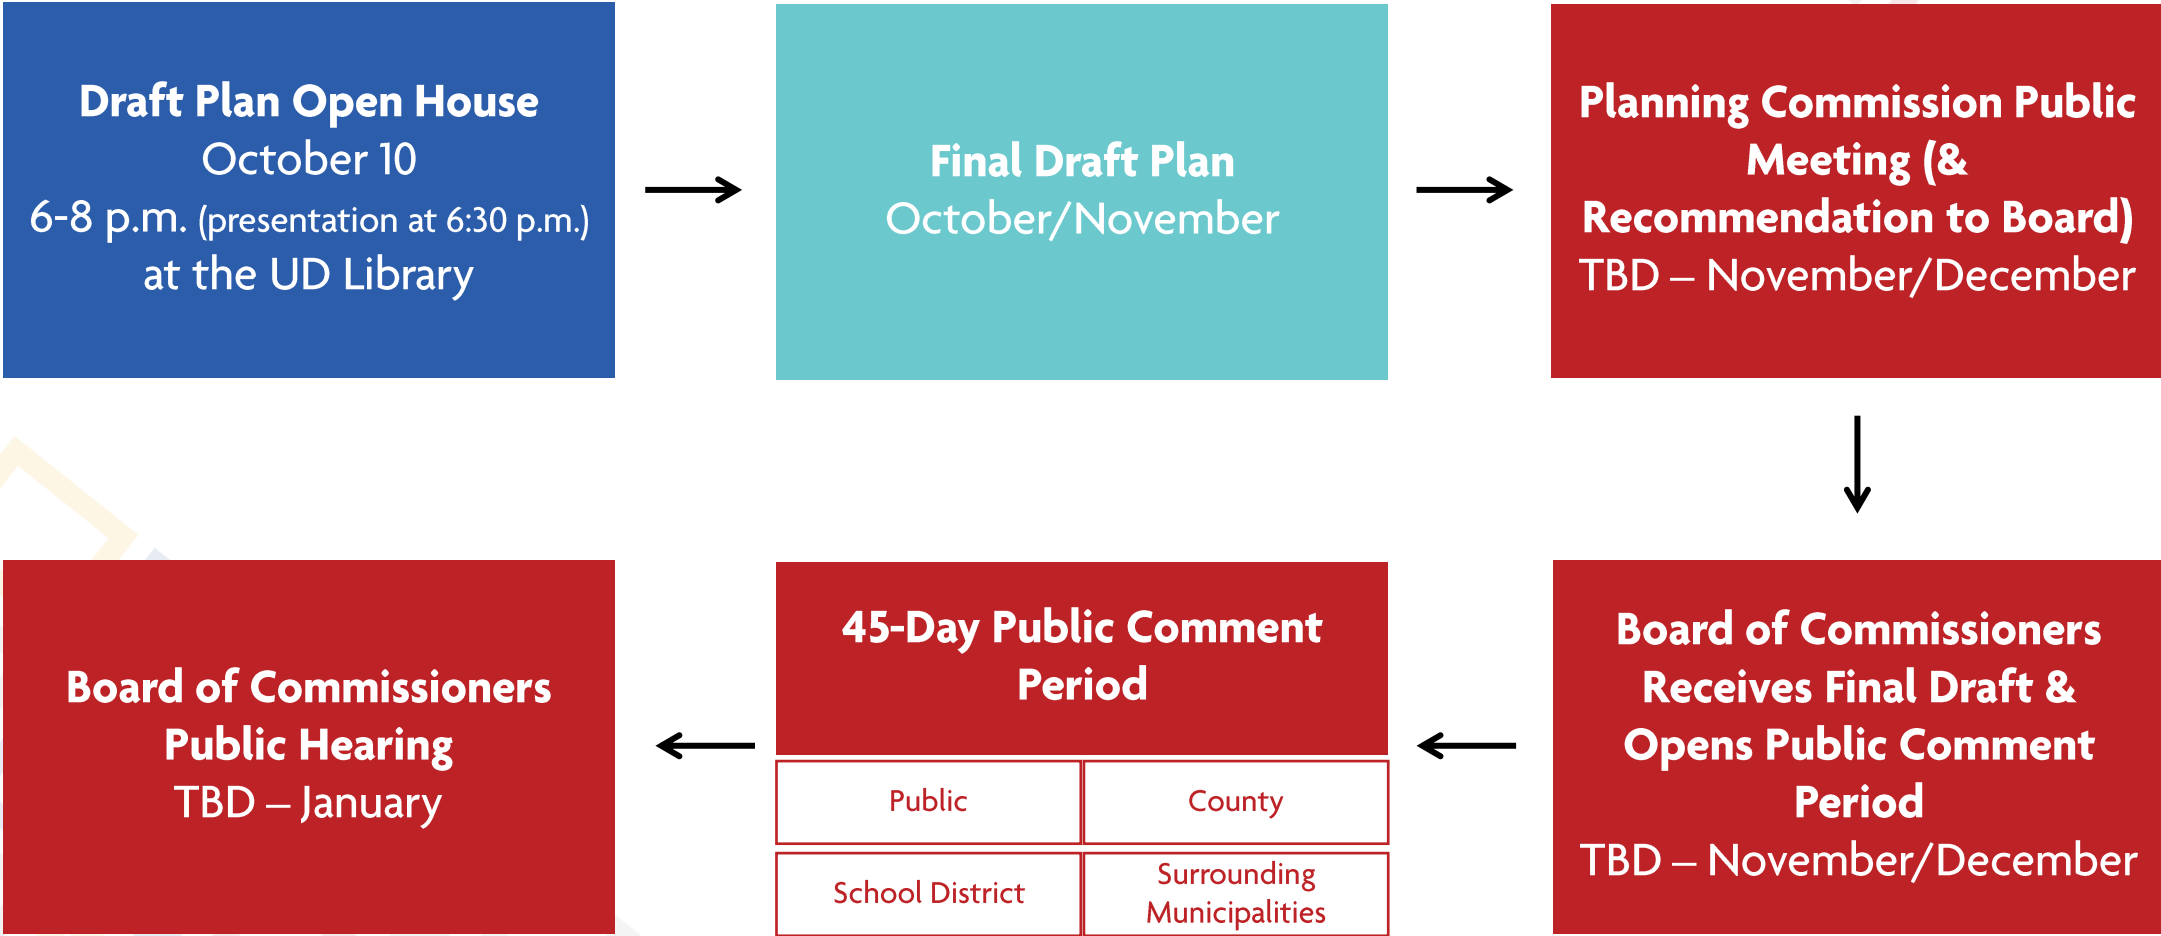 Draft Plan Open House
October 10
6-8 p.m. (presentation at 6:30 p.m.)
at the UD Library
Final Draft Plan
October/November
Planning Commission Public
Meeting (&
Recommendation to Board)
TBD – November/December
Board of Commissioners
Receives Final Draft &
Opens Public Comment
Period
TBD – November/December
45-Day Public Comment
Period
Public
County
School District
Surrounding
Municipalities
Board of Commissioners
Public Hearing
TBD – January